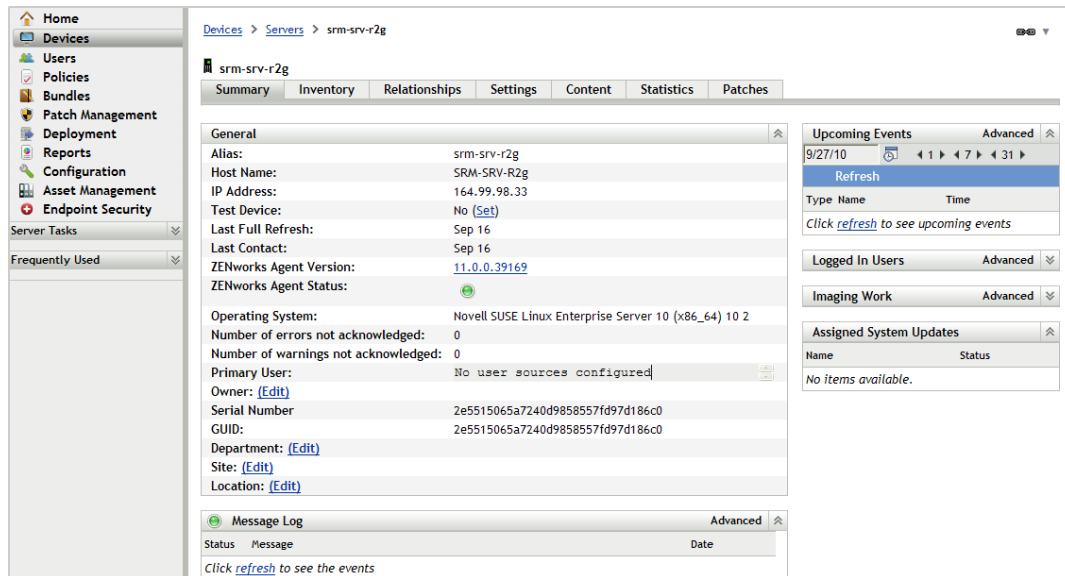 Home
Devices
Users
Policies
Bundles
Patch Management
Deployment
Reports
Configuration
Asset Management
Endpoint Security
Server Tasks
Frequently Used
Devices > Servers > srm-srv-r2g
srm-srv-r2g
Summary Inventory Relationships Settings Content Statistics Patches
General
Alias: srm-srv-r2g
Host Name: SRM-SRV-R2g
IP Address: 164.99.98.33
Test Device: No (Set)
Last Full Refresh: Sep 16
Last Contact: Sep 16
ZENworks Agent Version: 11.0.0.39169
ZENworks Agent Status:
Operating System: Novell SUSE Linux Enterprise Server 10 (x86_64) 10 2
Number of errors not acknowledged: 0
Number of warnings not acknowledged: 0
Primary User: No user sources configured
Owner: (Edit)
Serial Number 2e5515065a7240d9858557fd97d186c0
GUID: 2e5515065a7240d9858557fd97d186c0
Department: (Edit)
Site: (Edit)
Location: (Edit)
Message Log Advanced
Status Message Date
Click refresh to see the events
Upcoming Events Advanced
9/27/10 1 7 31
Refresh
Type Name Time
Click refresh to see upcoming events
Logged In Users Advanced
Imaging Work Advanced
Assigned System Updates
Name Status
No items available.